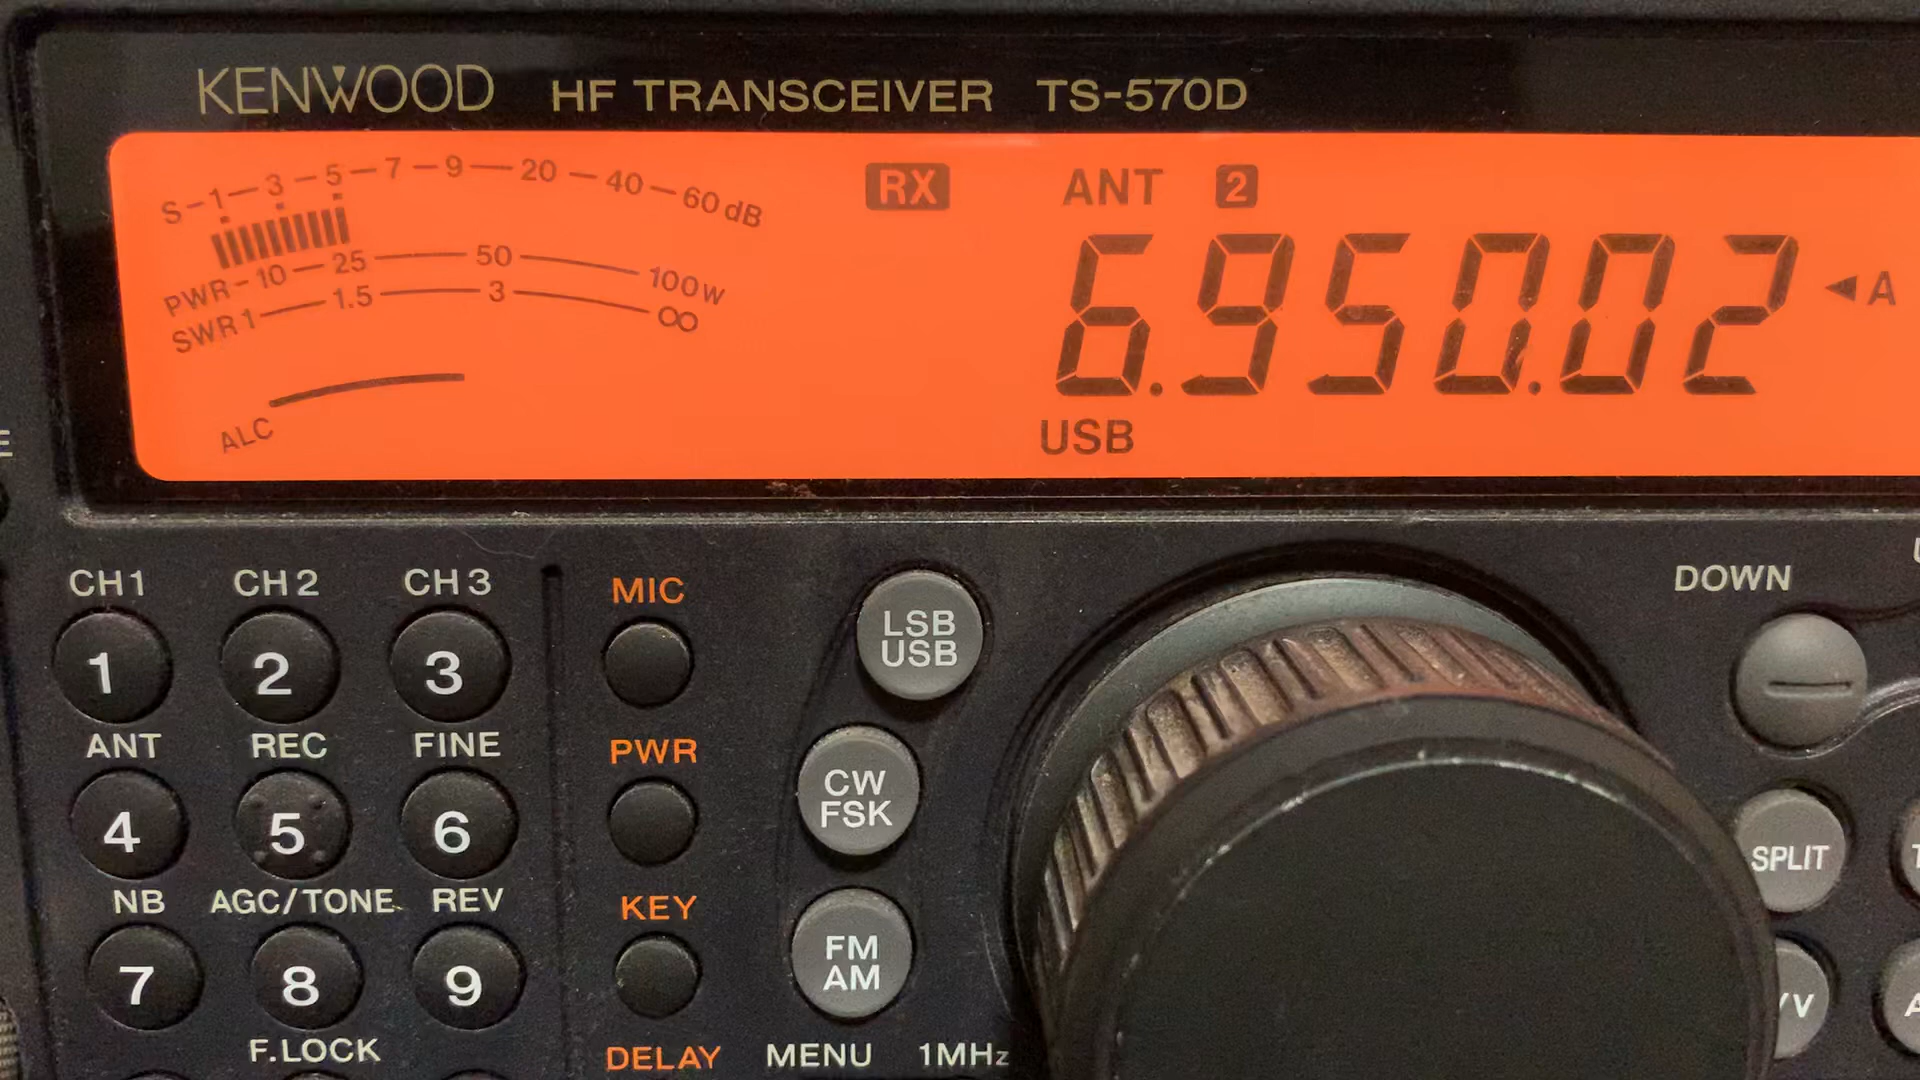 KENWOOD HF TRANSCEIVER TS-570D
S-1-3-5-7-9-20-40-60dB
RX ANT 2
PWR-10-25-50-100W
SWR 1-1.5-3-∞
6.950.02 ◄A
ALC
USB
CH1 CH2 CH3 MIC DOWN
1 2 3 LSB
USB
ANT REC FINE PWR
4 5 6 CW
FSK
SPLIT
NB AGC/TONE REV KEY
7 8 9 FM
AM
F.LOCK DELAY MENU 1MHz